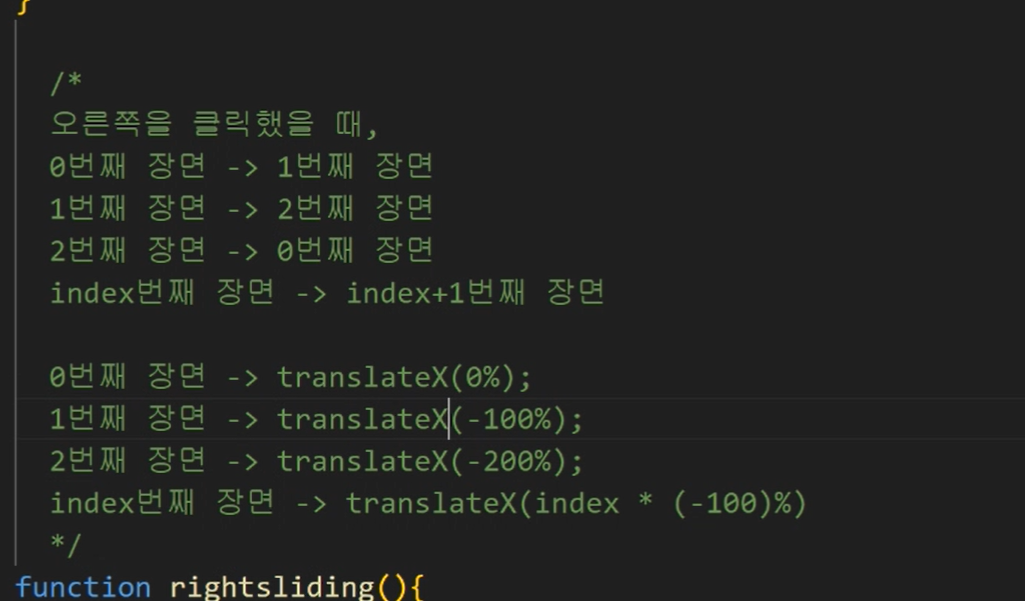 }
/*
오른쪽을 클릭했을 때,
0번째 장면 -> 1번째 장면
1번째 장면 -> 2번째 장면
2번째 장면 -> 0번째 장면
index번째 장면 -> index+1번째 장면
0번째 장면 -> translateX(0%);
1번째 장면 -> translateX(-100%);
2번째 장면 -> translateX(-200%);
index번째 장면 -> translateX(index * (-100)%)
*/
function rightsliding(){